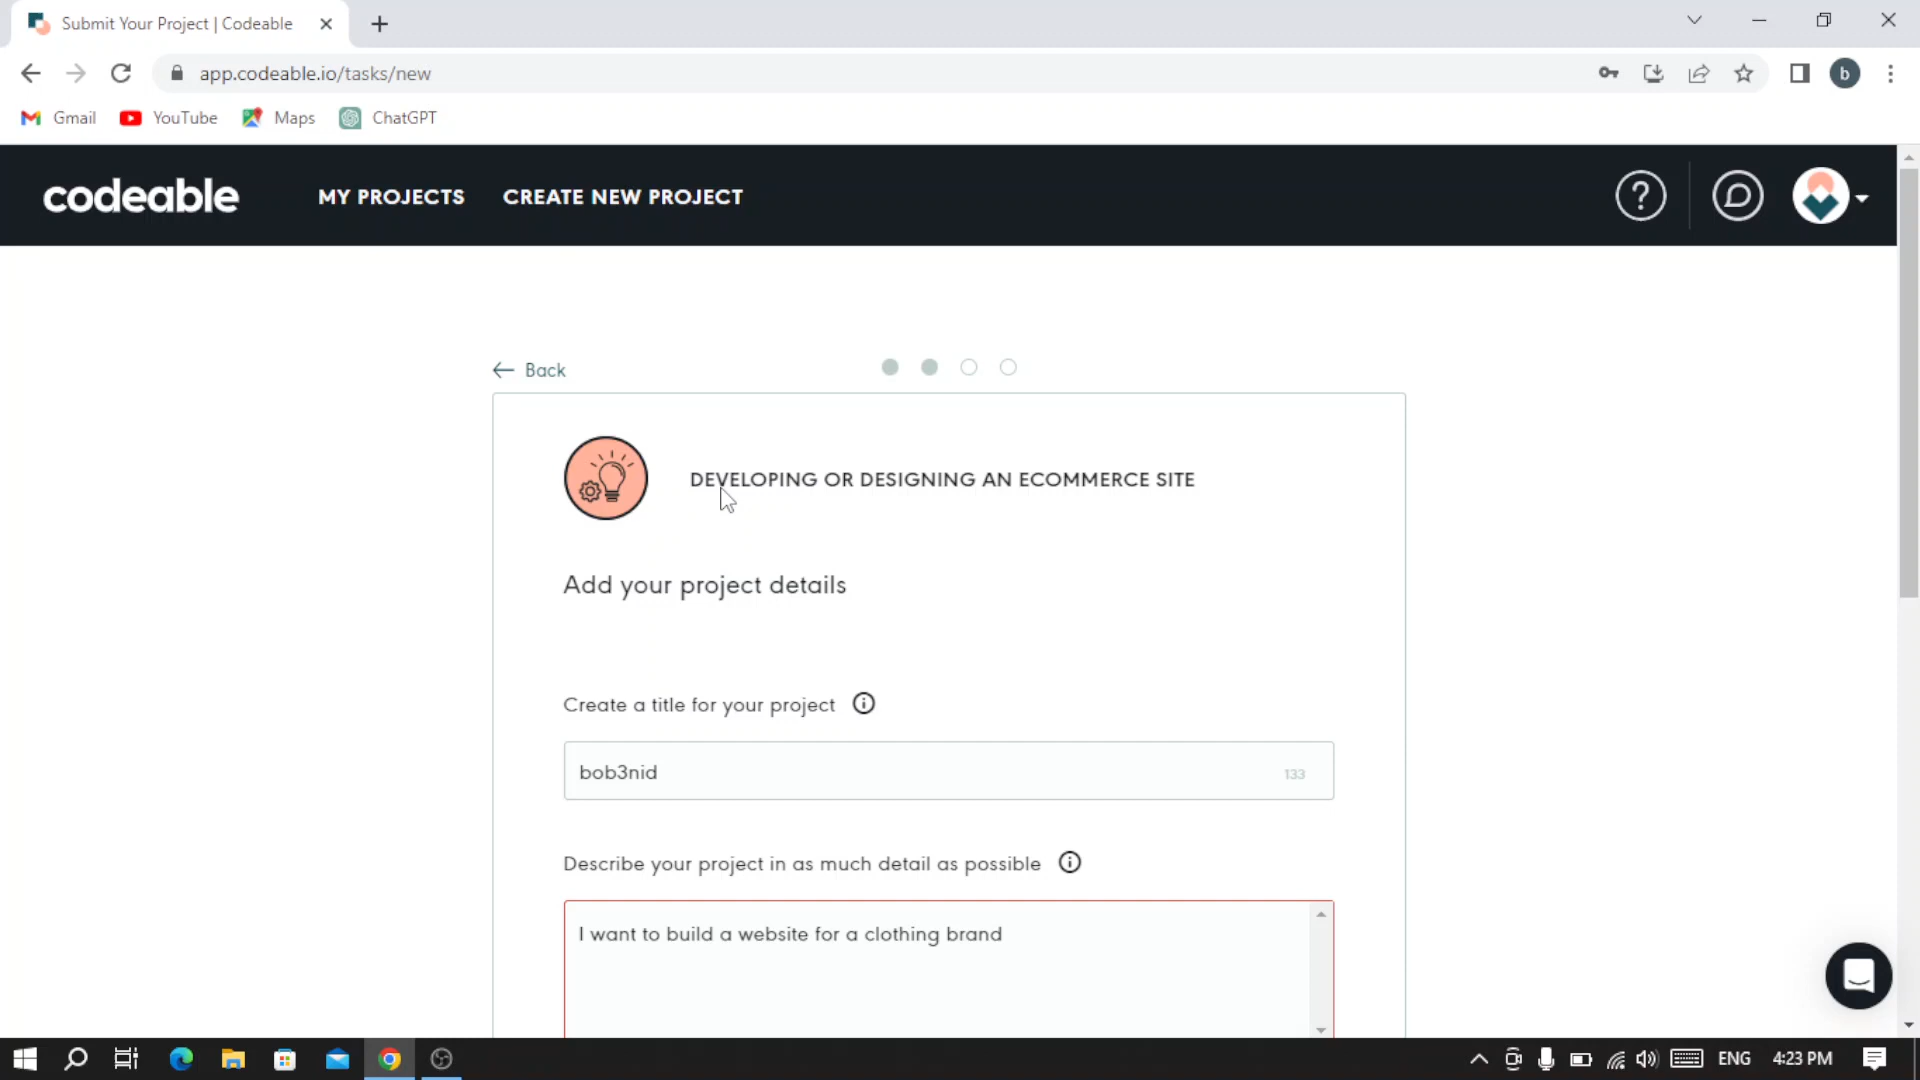 Submit Your Project | Codeable
app.codeable.io/tasks/new
b
Gmail
YouTube
Maps
ChatGPT
codeable
MY PROJECTS
CREATE NEW PROJECT
?
Back
DEVELOPING OR DESIGNING AN ECOMMERCE SITE
Add your project details
Create a title for your project
bob3nid
133
Describe your project in as much detail as possible
I want to build a website for a clothing brand
ENG
4:23 PM